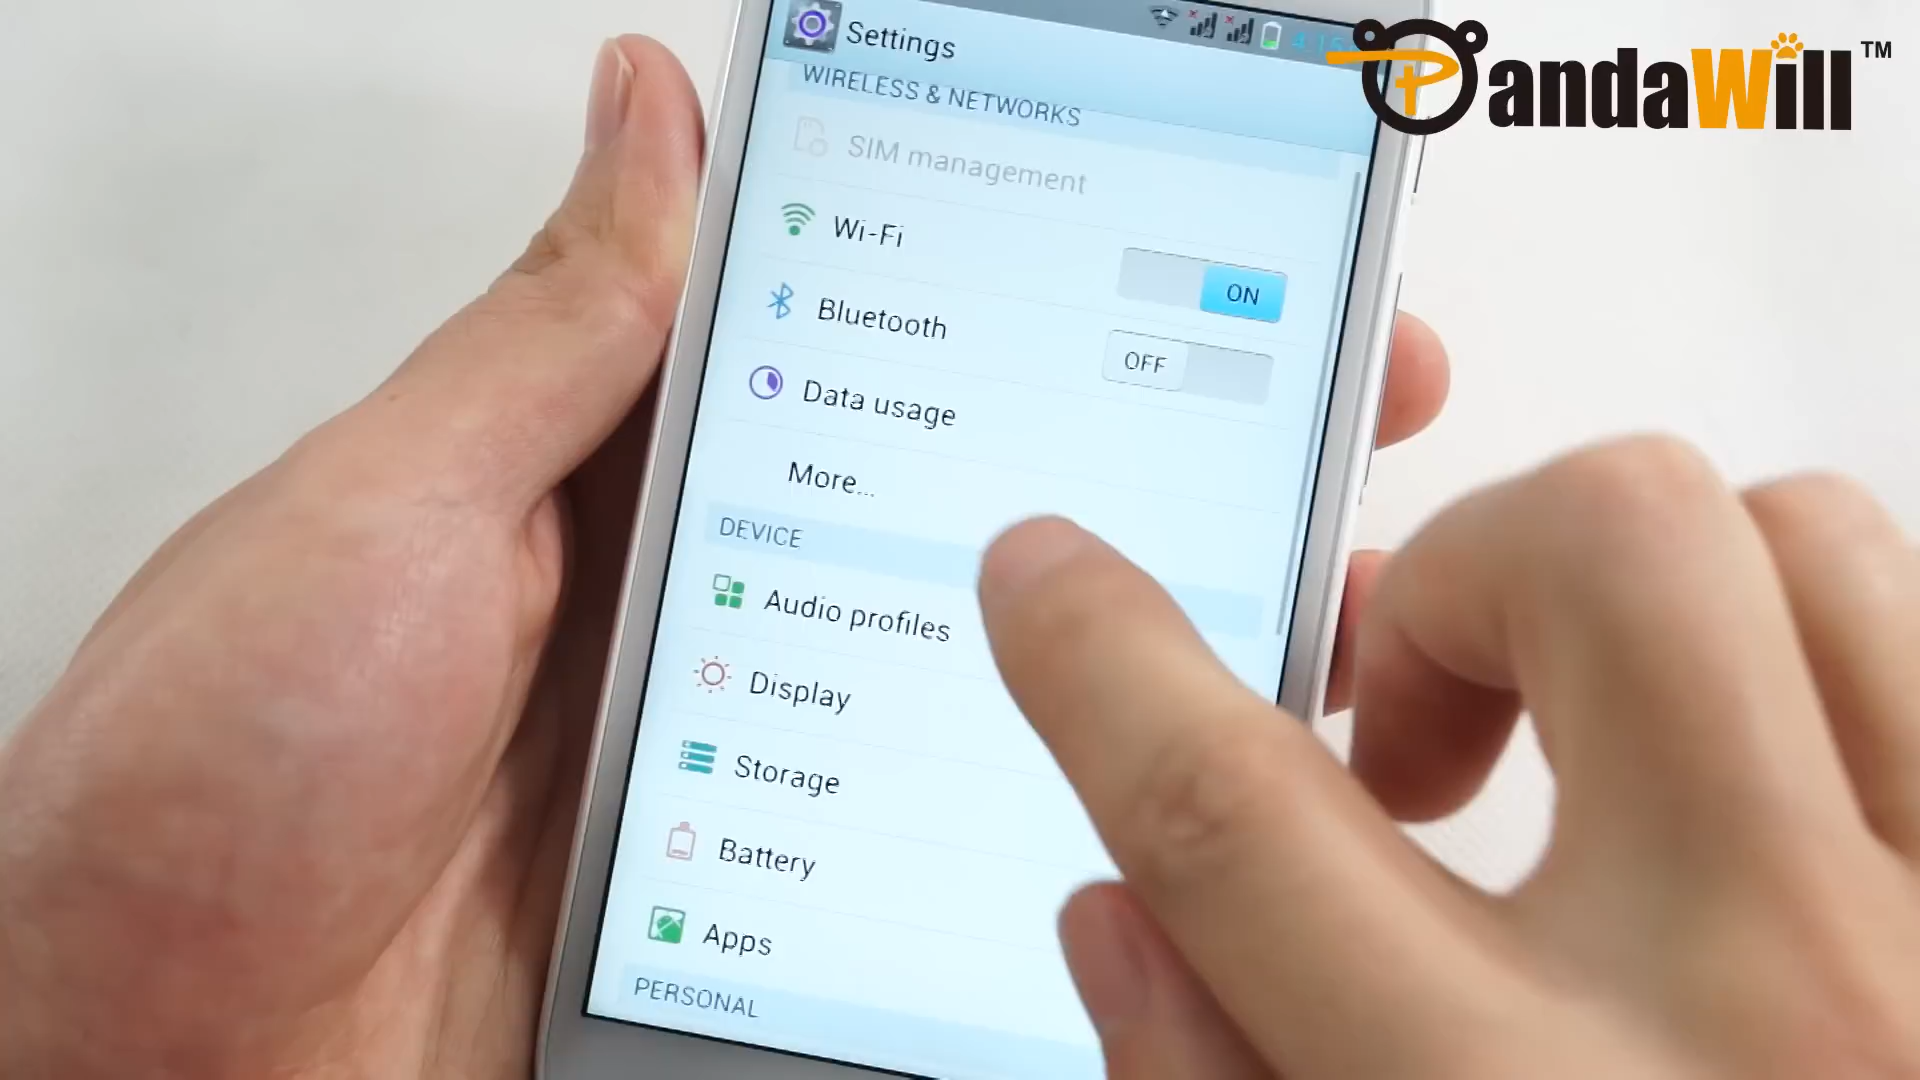 Settings
PandaWill™
WIRELESS & NETWORKS
SIM management
Wi-Fi
ON
Bluetooth
OFF
Data usage
More...
DEVICE
Audio profiles
Display
Storage
Battery
Apps
PERSONAL